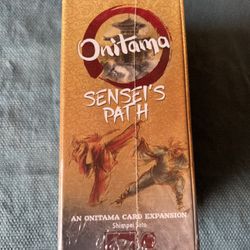 Onitama
SENSEI'S
PATH
AN ONITAMA CARD EXPANSION
Shimpei Sato